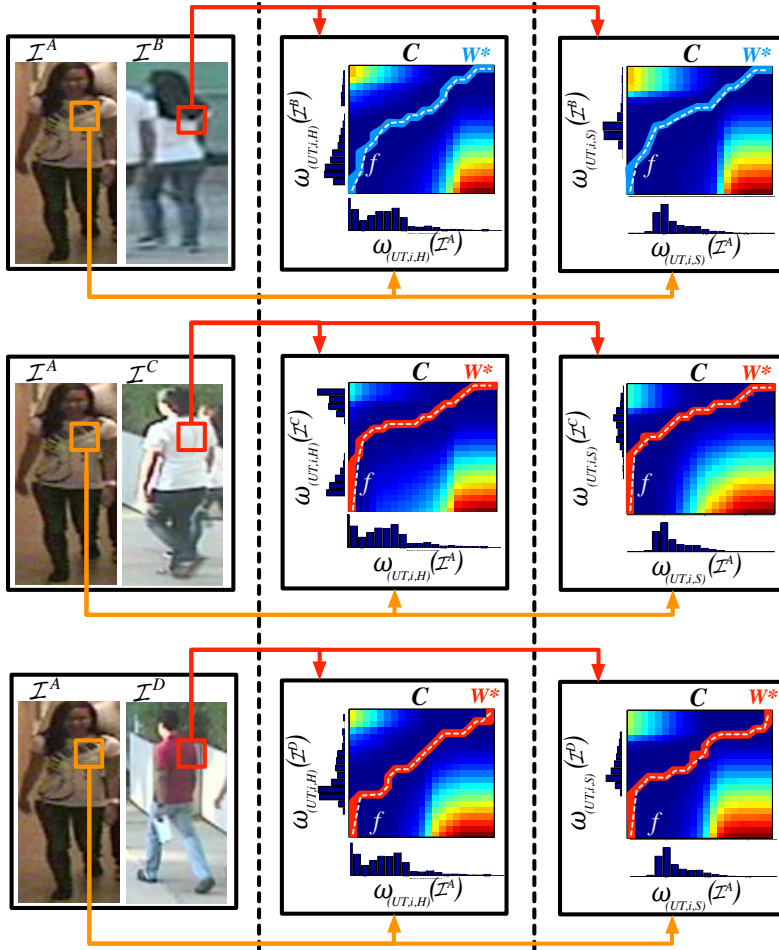 𝓘^A 𝓘^B
C W*
ω_(UT,i,H)(𝓘^B)
f
ω_(UT,i,H)(𝓘^A)
C W*
ω_(UT,i,S)(𝓘^B)
f
ω_(UT,i,S)(𝓘^A)
𝓘^A 𝓘^C
C W*
ω_(UT,i,H)(𝓘^C)
f
ω_(UT,i,H)(𝓘^A)
C W*
ω_(UT,i,S)(𝓘^C)
f
ω_(UT,i,S)(𝓘^A)
𝓘^A 𝓘^D
C W*
ω_(UT,i,H)(𝓘^D)
f
ω_(UT,i,H)(𝓘^A)
C W*
ω_(UT,i,S)(𝓘^D)
f
ω_(UT,i,S)(𝓘^A)